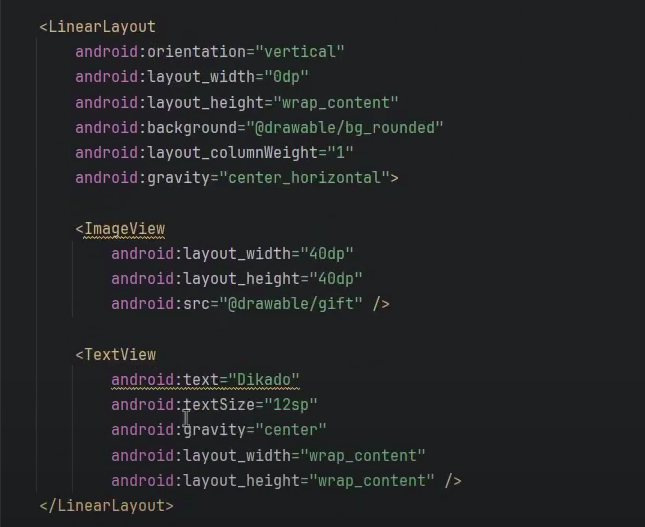 <LinearLayout
android:orientation="vertical"
android:layout_width="0dp"
android:layout_height="wrap_content"
android:background="@drawable/bg_rounded"
android:layout_columnWeight="1"
android:gravity="center_horizontal">
<ImageView
android:layout_width="40dp"
android:layout_height="40dp"
android:src="@drawable/gift" />
<TextView
android:text="Dikado"
android:textSize="12sp"
android:gravity="center"
android:layout_width="wrap_content"
android:layout_height="wrap_content" />
</LinearLayout>